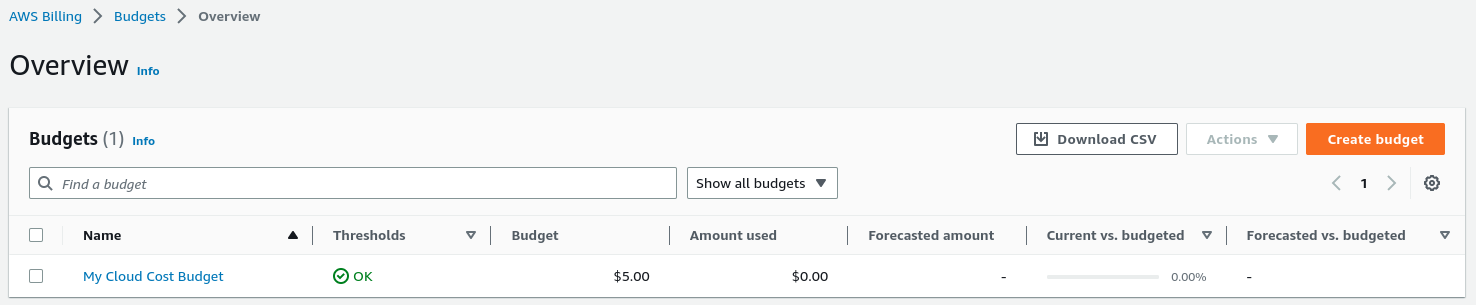 AWS Billing > Budgets > Overview
Overview Info
Budgets (1) Info
Download CSV Actions Create budget
Find a budget Show all budgets 1
Name Thresholds Budget Amount used Forecasted amount Current vs. budgeted Forecasted vs. budgeted
My Cloud Cost Budget OK $5.00 $0.00 - 0.00% -